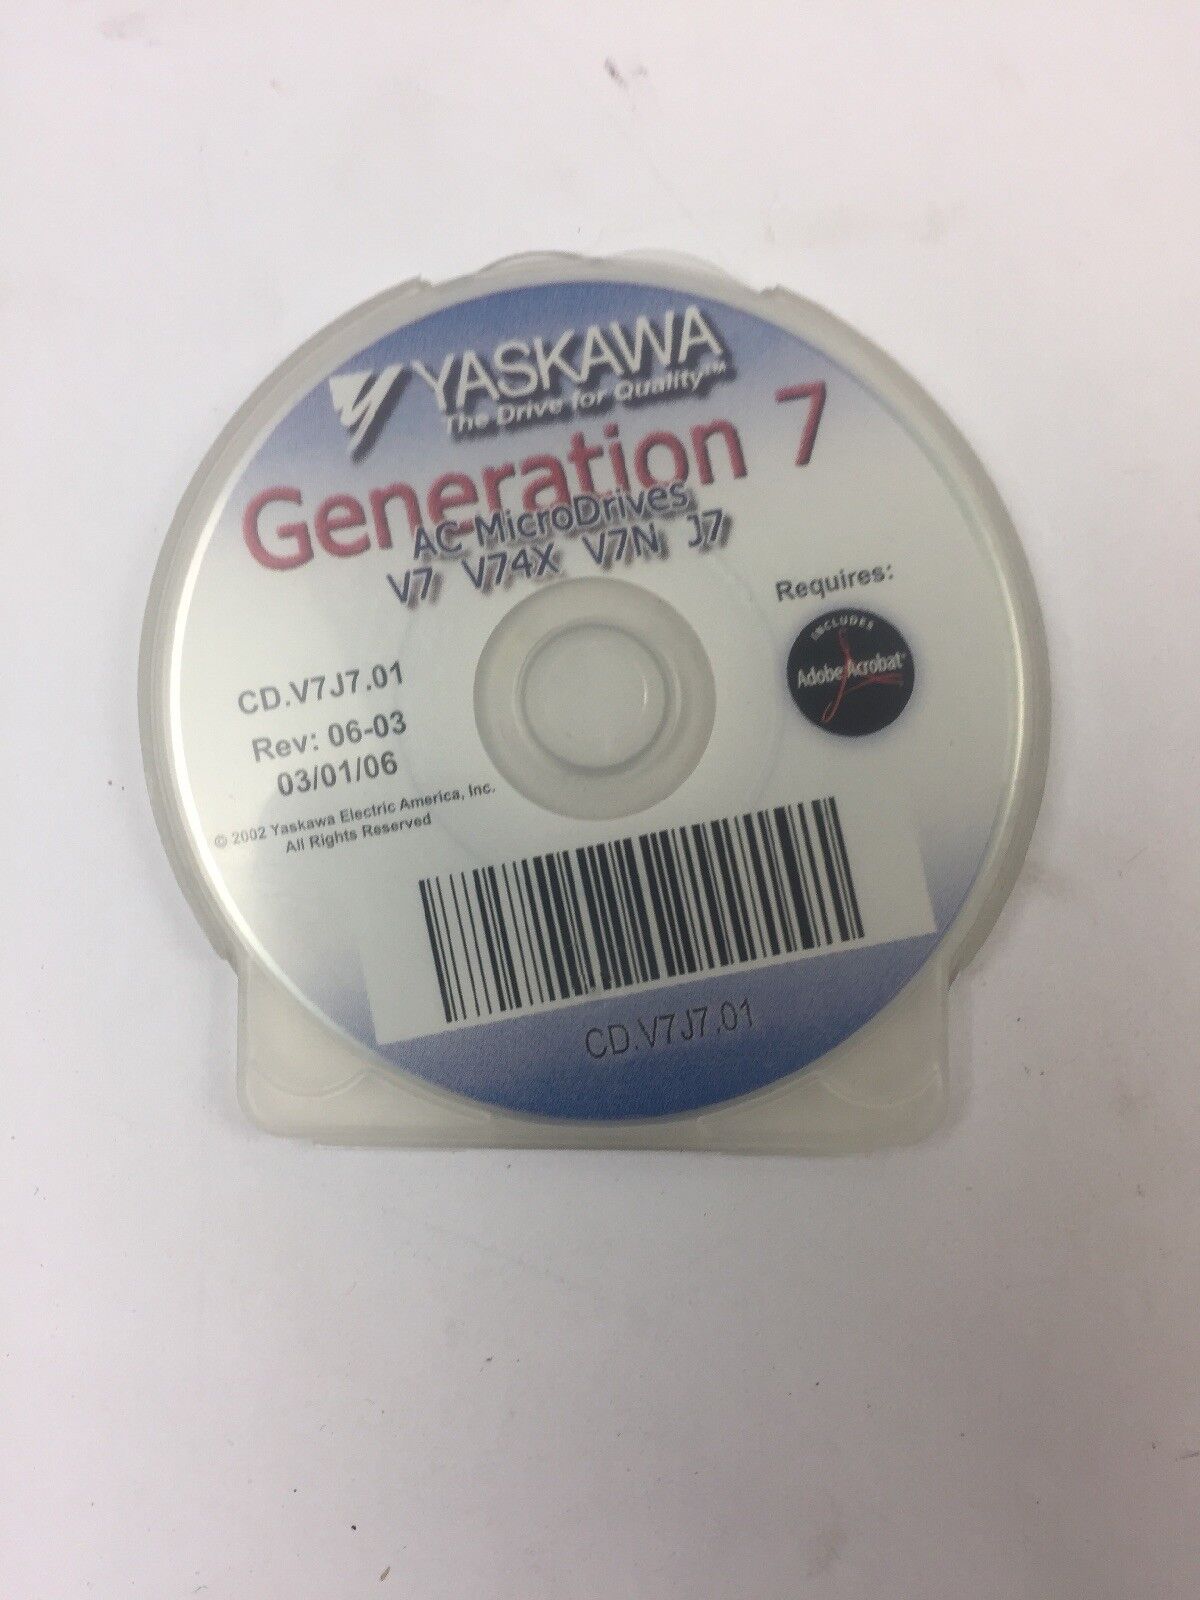 YASKAWA
The Drive for Quality™
Generation 7
AC MicroDrives
V7 V74X V7N J7
Requires:
INCLUDES
Adobe Acrobat®
CD.V7J7.01
Rev: 06-03
03/01/06
© 2002 Yaskawa Electric America, Inc.
All Rights Reserved
CD.V7J7.01